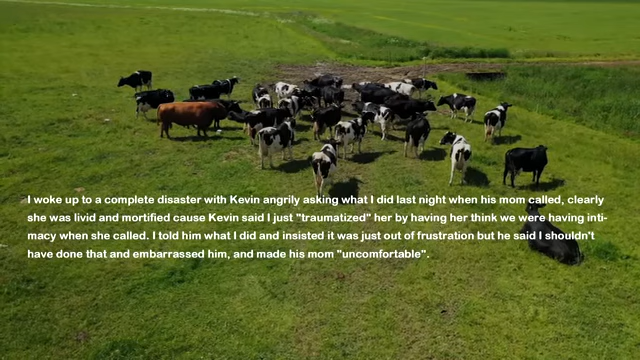 I woke up to a complete disaster with Kevin angrily asking what I did last night when his mom called, clearly
she was livid and mortified cause Kevin said I just "traumatized" her by having her think we were having inti-
macy when she called. I told him what I did and insisted it was just out of frustration but he said I shouldn't
have done that and embarrassed him, and made his mom "uncomfortable".